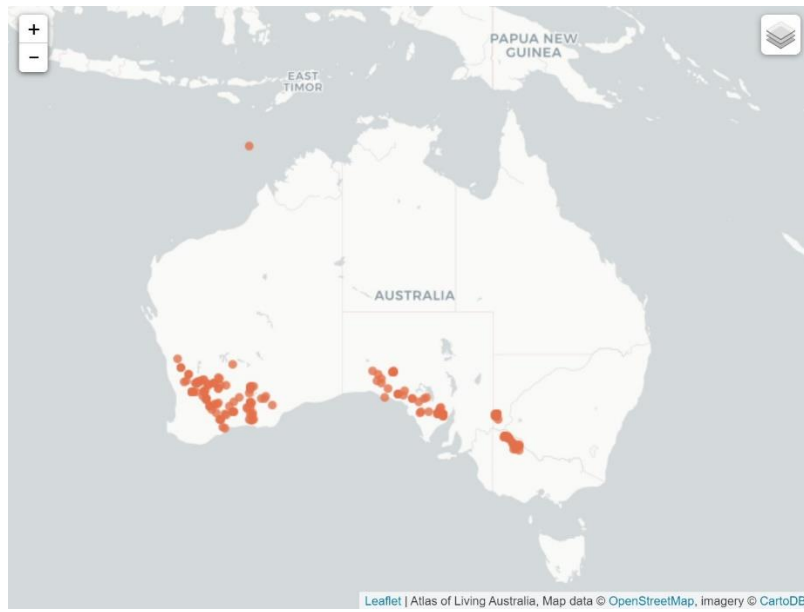 +
−
PAPUA NEW
GUINEA
EAST
TIMOR
AUSTRALIA
Leaflet | Atlas of Living Australia, Map data © OpenStreetMap, imagery © CartoDB